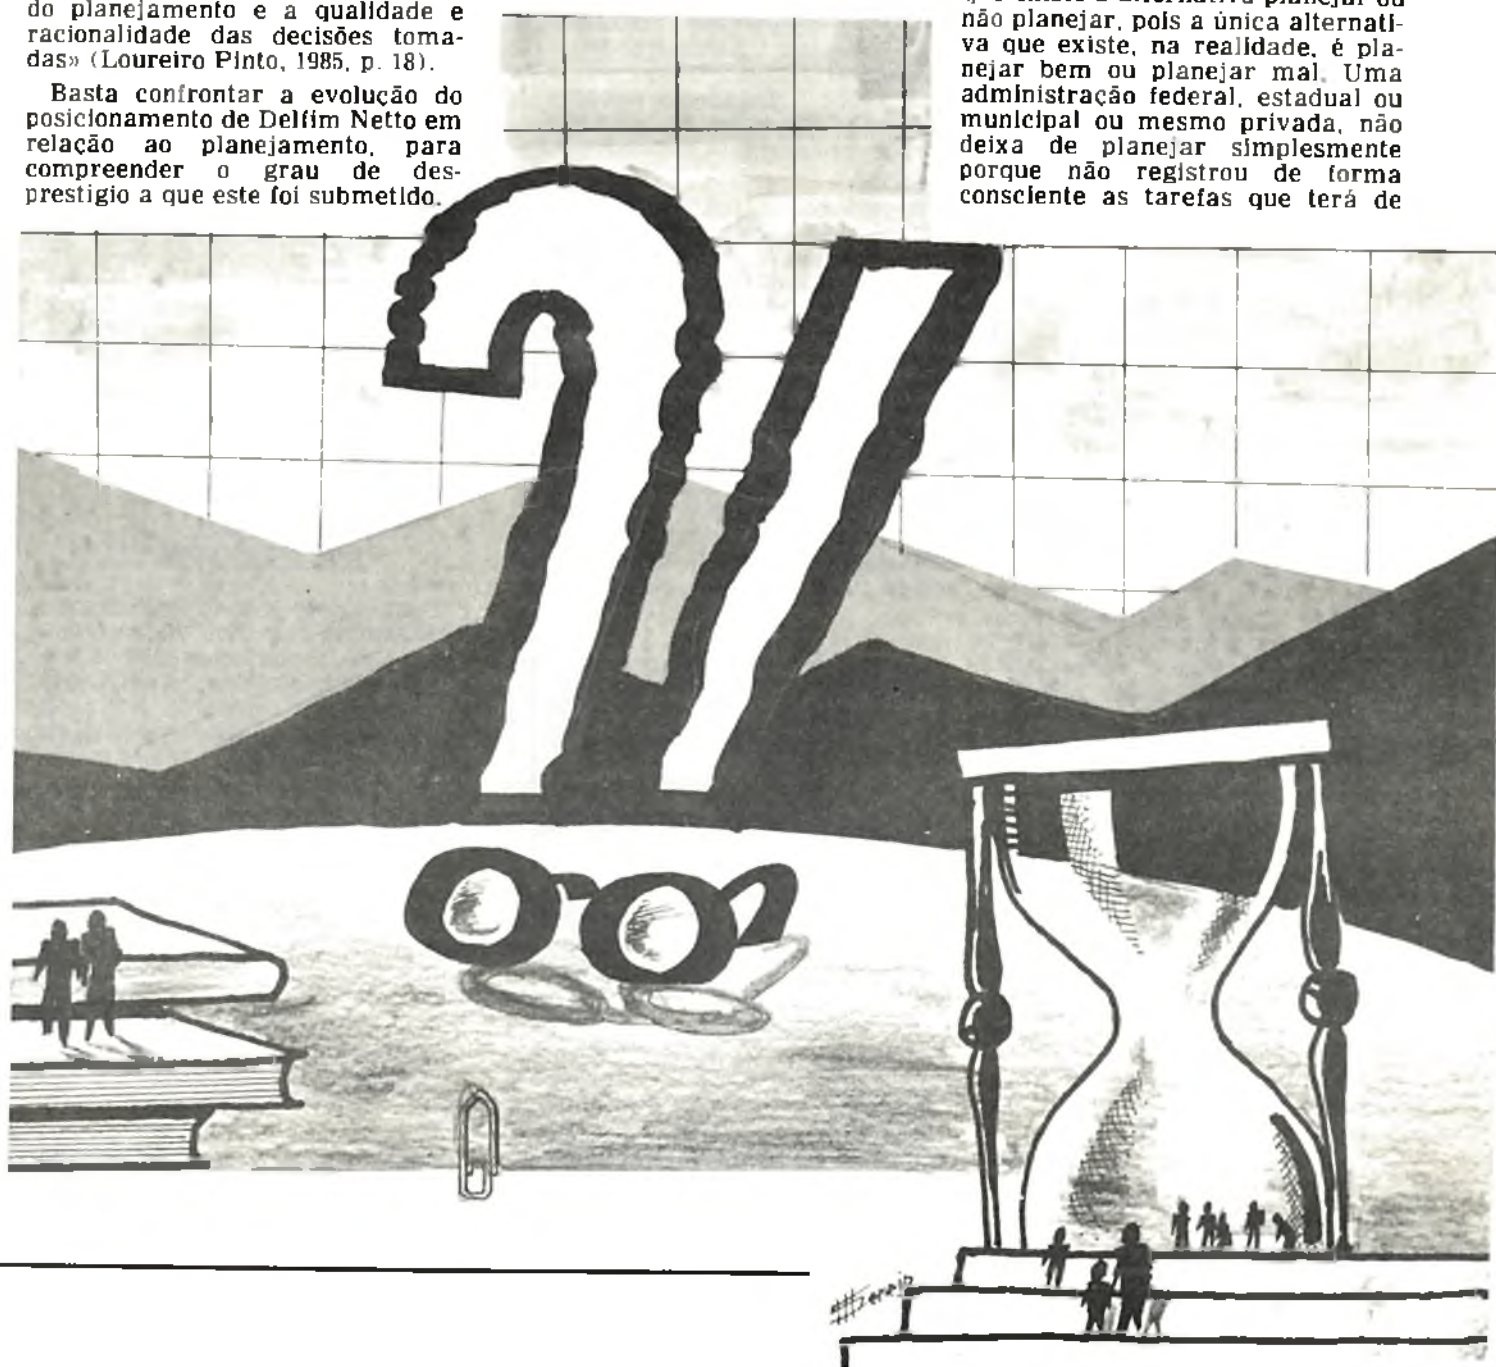 do planejamento e a qualidade e
racionalidade das decisões toma-
das» (Loureiro Pinto, 1985, p. 18).
Basta confrontar a evolução do
posicionamento de Delfim Netto em
relação ao planejamento, para
compreender o grau de des-
prestigio a que este foi submetido.
não planejar, pois a única alternati-
va que existe, na realidade, é pla-
nejar bem ou planejar mal. Uma
administração federal, estadual ou
municipal ou mesmo privada, não
deixa de planejar simplesmente
porque não registrou de forma
consciente as tarefas que terá de